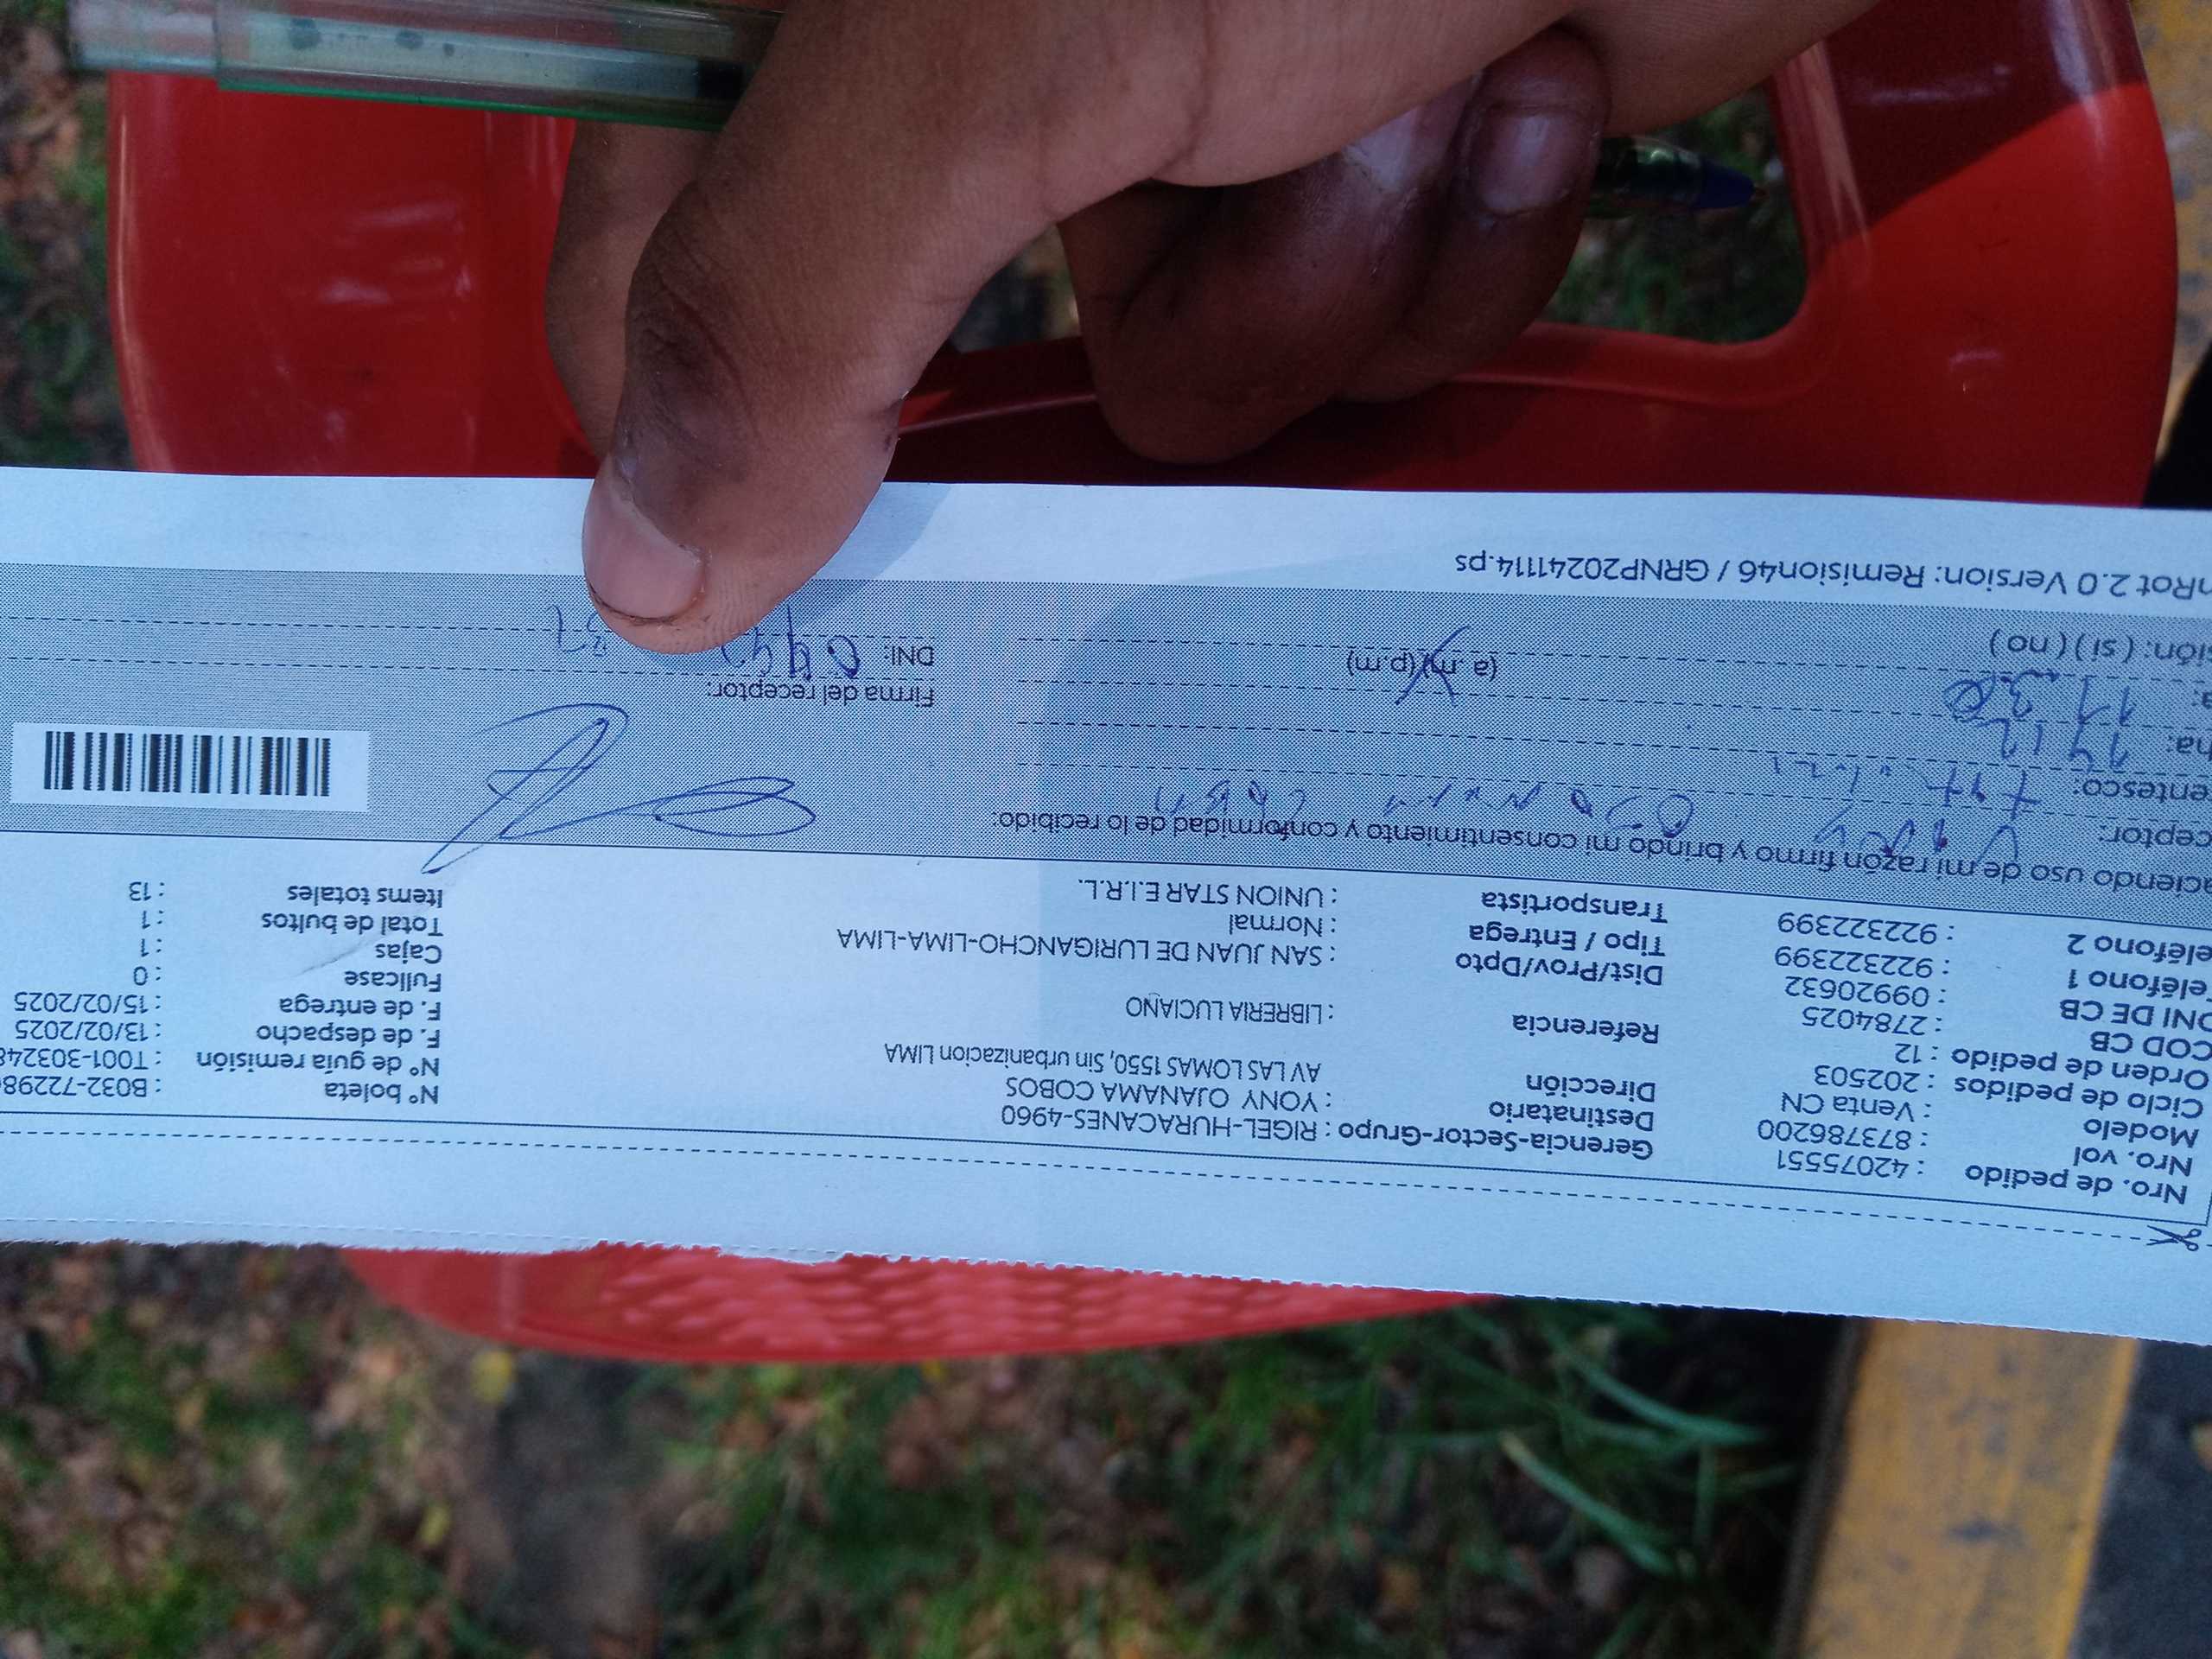 Nro. de pedido : 42075551
Nro. vol : 873786200
Modelo : Venta CN
Ciclo de pedidos : 202503
Orden de pedido : 12
COD CB : 2784025
DNI DE CB : 09920632
eléfono 1 : 922322399
eléfono 2 : 922322399
Gerencia-Sector-Grupo : RIGEL-HURACANES-4960
Destinatario : YONY OJANAMA COBOS
Dirección AV LAS LOMAS 1550, Sin urbanizacion LIMA
Referencia : LIBRERIA LUCIANO
Dist/Prov/Dpto : SAN JUAN DE LURIGANCHO-LIMA-LIMA
Tipo / Entrega : Normal
Transportista : UNION STAR E.I.R.L.
N° boleta : B032-72298
N° de guía remisión : T001-303248
F. de despacho : 13/02/2025
F. de entrega : 15/02/2025
Fullcase : 0
Cajas : 1
Total de bultos : 1
Items totales : 13
aciendo uso de mi razón firmo y brindo mi consentimiento y conformidad de lo recibido:
ceptor:
entesco:
ha:
a: 11 30 (a.m) (p.m)
sión: ( si ) ( no )
Firma del receptor:
DNI:
nRot 2.0 Version: Remision46 / GRNP20241114.ps